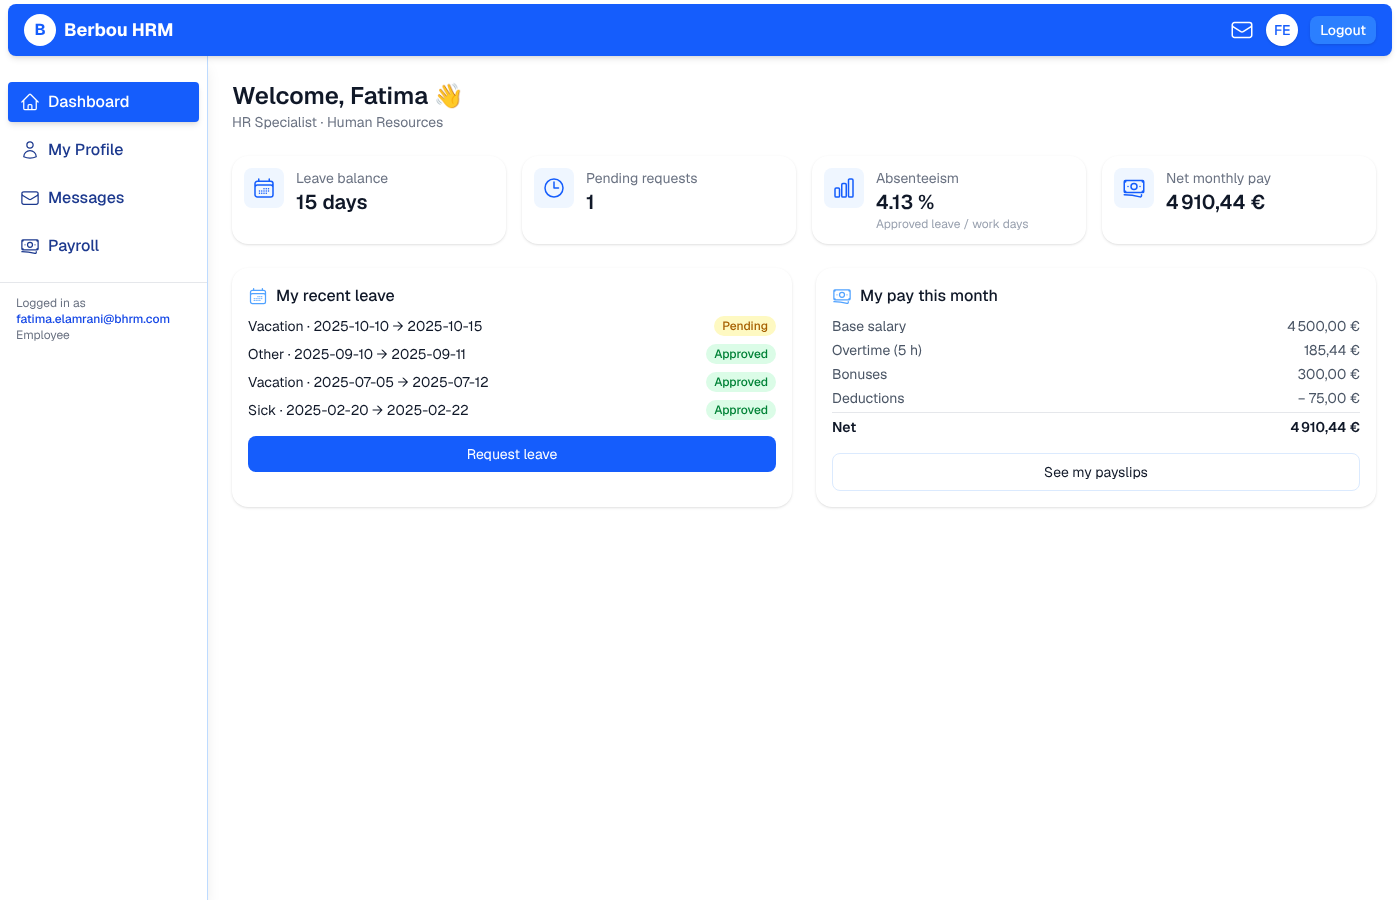 B Berbou HRM
FE
Logout
Dashboard
My Profile
Messages
Payroll
Logged in as
fatima.elamrani@bhrm.com
Employee
Welcome, Fatima 👋
HR Specialist · Human Resources
Leave balance
15 days
Pending requests
1
Absenteeism
4.13 %
Approved leave / work days
Net monthly pay
4 910,44 €
My recent leave
Vacation · 2025-10-10 → 2025-10-15 Pending
Other · 2025-09-10 → 2025-09-11 Approved
Vacation · 2025-07-05 → 2025-07-12 Approved
Sick · 2025-02-20 → 2025-02-22 Approved
Request leave
My pay this month
Base salary 4 500,00 €
Overtime (5 h) 185,44 €
Bonuses 300,00 €
Deductions – 75,00 €
Net 4 910,44 €
See my payslips